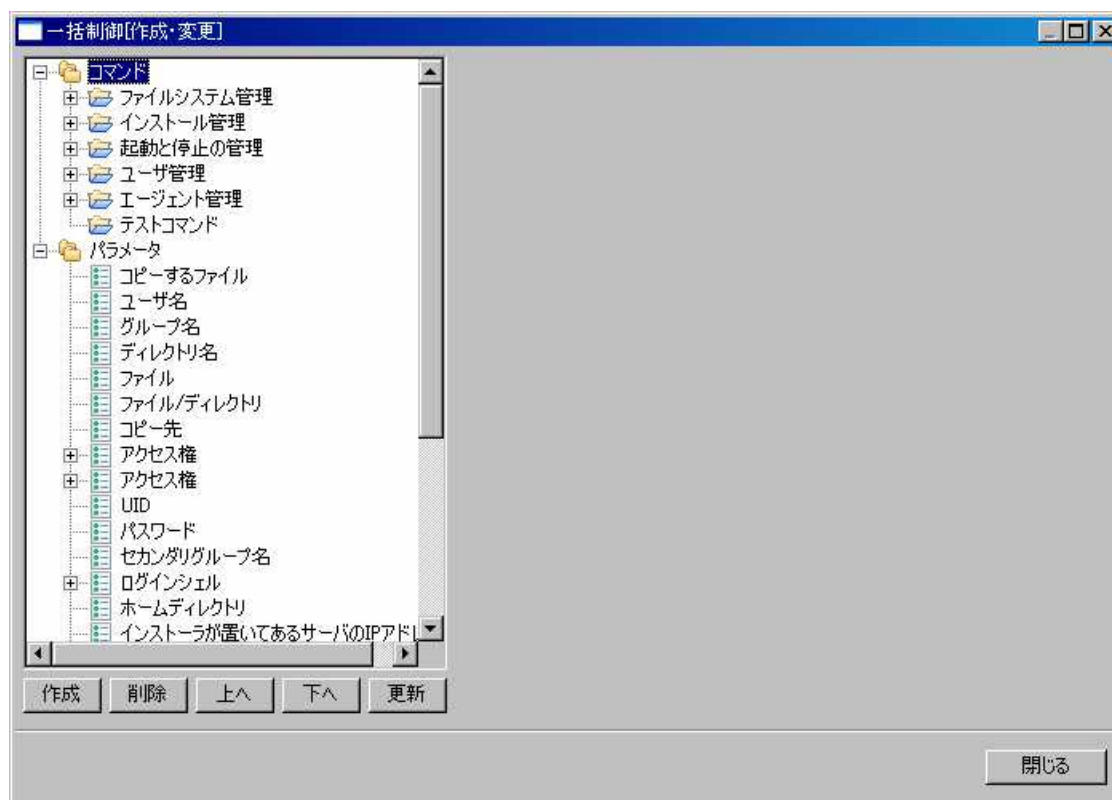 一括制御[作成・変更]
コマンド
ファイルシステム管理
インストール管理
起動と停止の管理
ユーザ管理
エージェント管理
テストコマンド
パラメータ
コピーするファイル
ユーザ名
グループ名
ディレクトリ名
ファイル
ファイル/ディレクトリ
コピー先
アクセス権
アクセス権
UID
パスワード
セカンダリグループ名
ログインシェル
ホームディレクトリ
インストーラが置いてあるサーバのIPアドレ
作成 削除 上へ 下へ 更新
閉じる